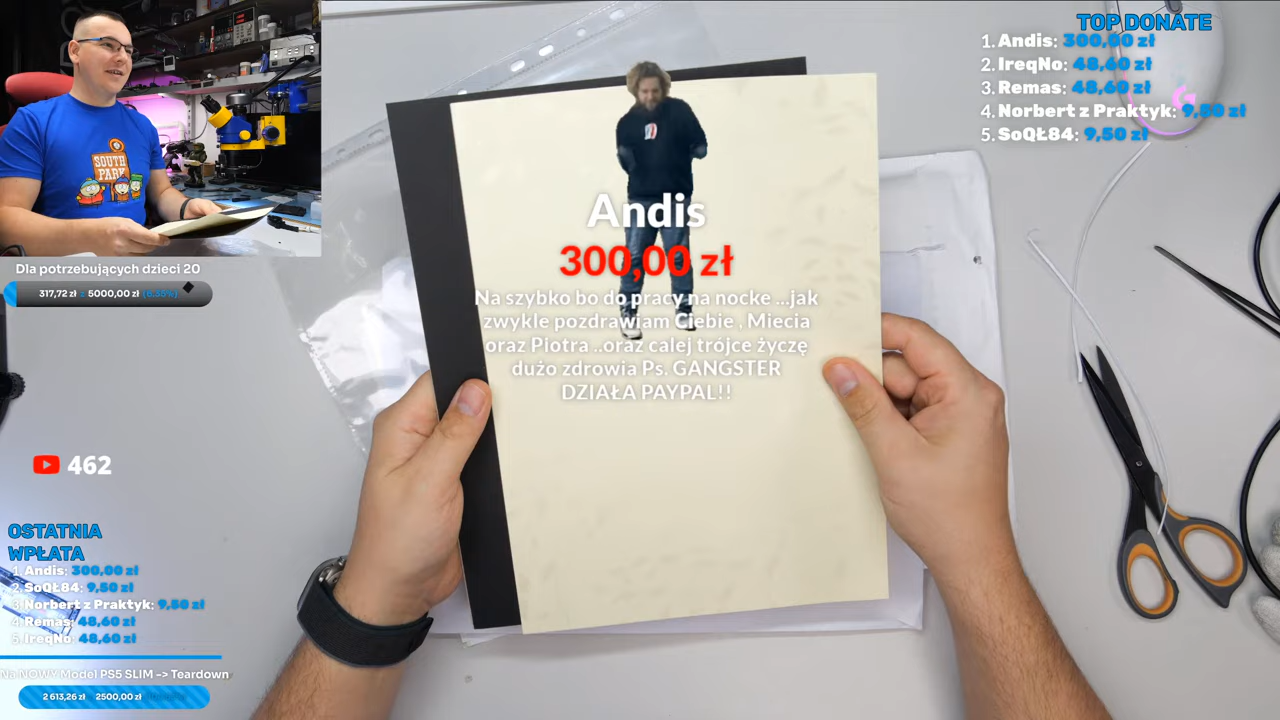 TOP DONATE
1. Andis: 300,00 zł
2. IreqNo: 48,60 zł
3. Remas: 48,60 zł
4. Norbert z Praktyk: 9,50 zł
5. SoQŁ84: 9,50 zł
SOUTH
PARK
Andis
300,00 zł
Na szybko bo do pracy na nocke ...jak
zwykle pozdrawiam Ciebie , Miecia
oraz Piotra ..oraz calej trójce życzę
dużo zdrowia Ps. GANGSTER
DZIAŁA PAYPAL!!
Dla potrzebujących dzieci 20
317,72 zł z 5000,00 zł (6.35%)
462
OSTATNIA
WPŁATA
1. Andis: 300,00 zł
2. SoQŁ84: 9,50 zł
3. Norbert z Praktyk: 9,50 zł
4. Remas: 48,60 zł
5. IreqNo: 48,60 zł
Na NOWY Model PS5 SLIM -> Teardown
2 613,26 zł 2500,00 zł